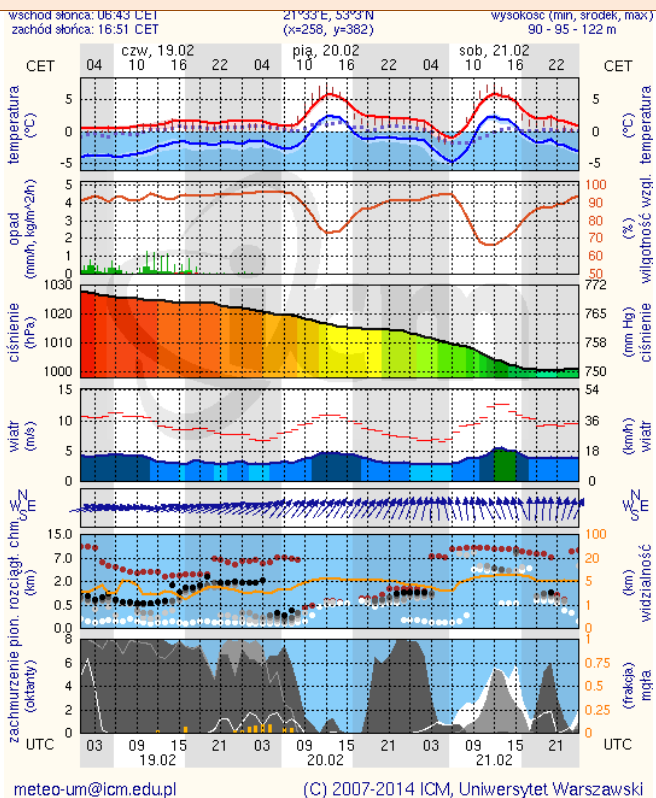 wschód słońca: 06:43 CET 21°33'E, 53°3'N wysokość (min, środek, max)
zachód słońca: 16:51 CET (x=258, y=382) 90 - 95 - 122 m
czw, 19.02 pią, 20.02 sob, 21.02
CET 04 10 16 22 04 10 16 22 04 10 16 22 CET
temperatura (°C) 5 0 -5 5 0 -5 temperatura (°C)
opad (mm/h, kg/m^2/h) 5 4 3 2 1 0 100 90 80 70 60 50 (%) wilgotność wzgl.
ciśnienie (hPa) 1030 1020 1010 1000 772 765 758 750 (mm Hg) ciśnienie
wiatr (m/s) 15 10 5 0 54 36 18 0 (km/h) wiatr
N W E S N W E S
pion. rozciągł. chm. (km) 15.0 7.0 2.0 0.5 0.0 100 20 5 1 0 (km) widzialność
zachmurzenie (oktanty) 8 6 4 2 0 1 0.75 0.5 0.25 0 (frakcja) mgła
UTC 03 09 15 21 03 09 15 21 03 09 15 21 UTC
19.02 20.02 21.02
meteo-um@icm.edu.pl (C) 2007-2014 ICM, Uniwersytet Warszawski